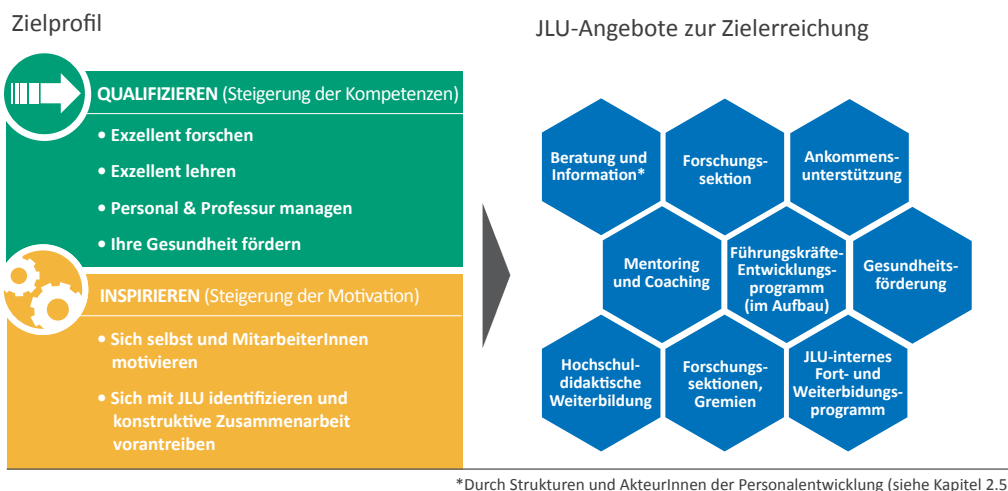 Zielprofil
JLU-Angebote zur Zielerreichung
QUALIFIZIEREN (Steigerung der Kompetenzen)
• Exzellent forschen
• Exzellent lehren
• Personal & Professur managen
• Ihre Gesundheit fördern
INSPIRIEREN (Steigerung der Motivation)
• Sich selbst und MitarbeiterInnen
motivieren
• Sich mit JLU identifizieren und
konstruktive Zusammenarbeit
vorantreiben
Beratung und
Information*
Forschungs-
sektion
Ankommens-
unterstützung
Mentoring
und Coaching
Führungskräfte-
Entwicklungs-
programm
(im Aufbau)
Gesundheits-
förderung
Hochschul-
didaktische
Weiterbildung
Forschungs-
sektionen,
Gremien
JLU-internes
Fort- und
Weiterbidungs-
programm
*Durch Strukturen und AkteurInnen der Personalentwicklung (siehe Kapitel 2.5